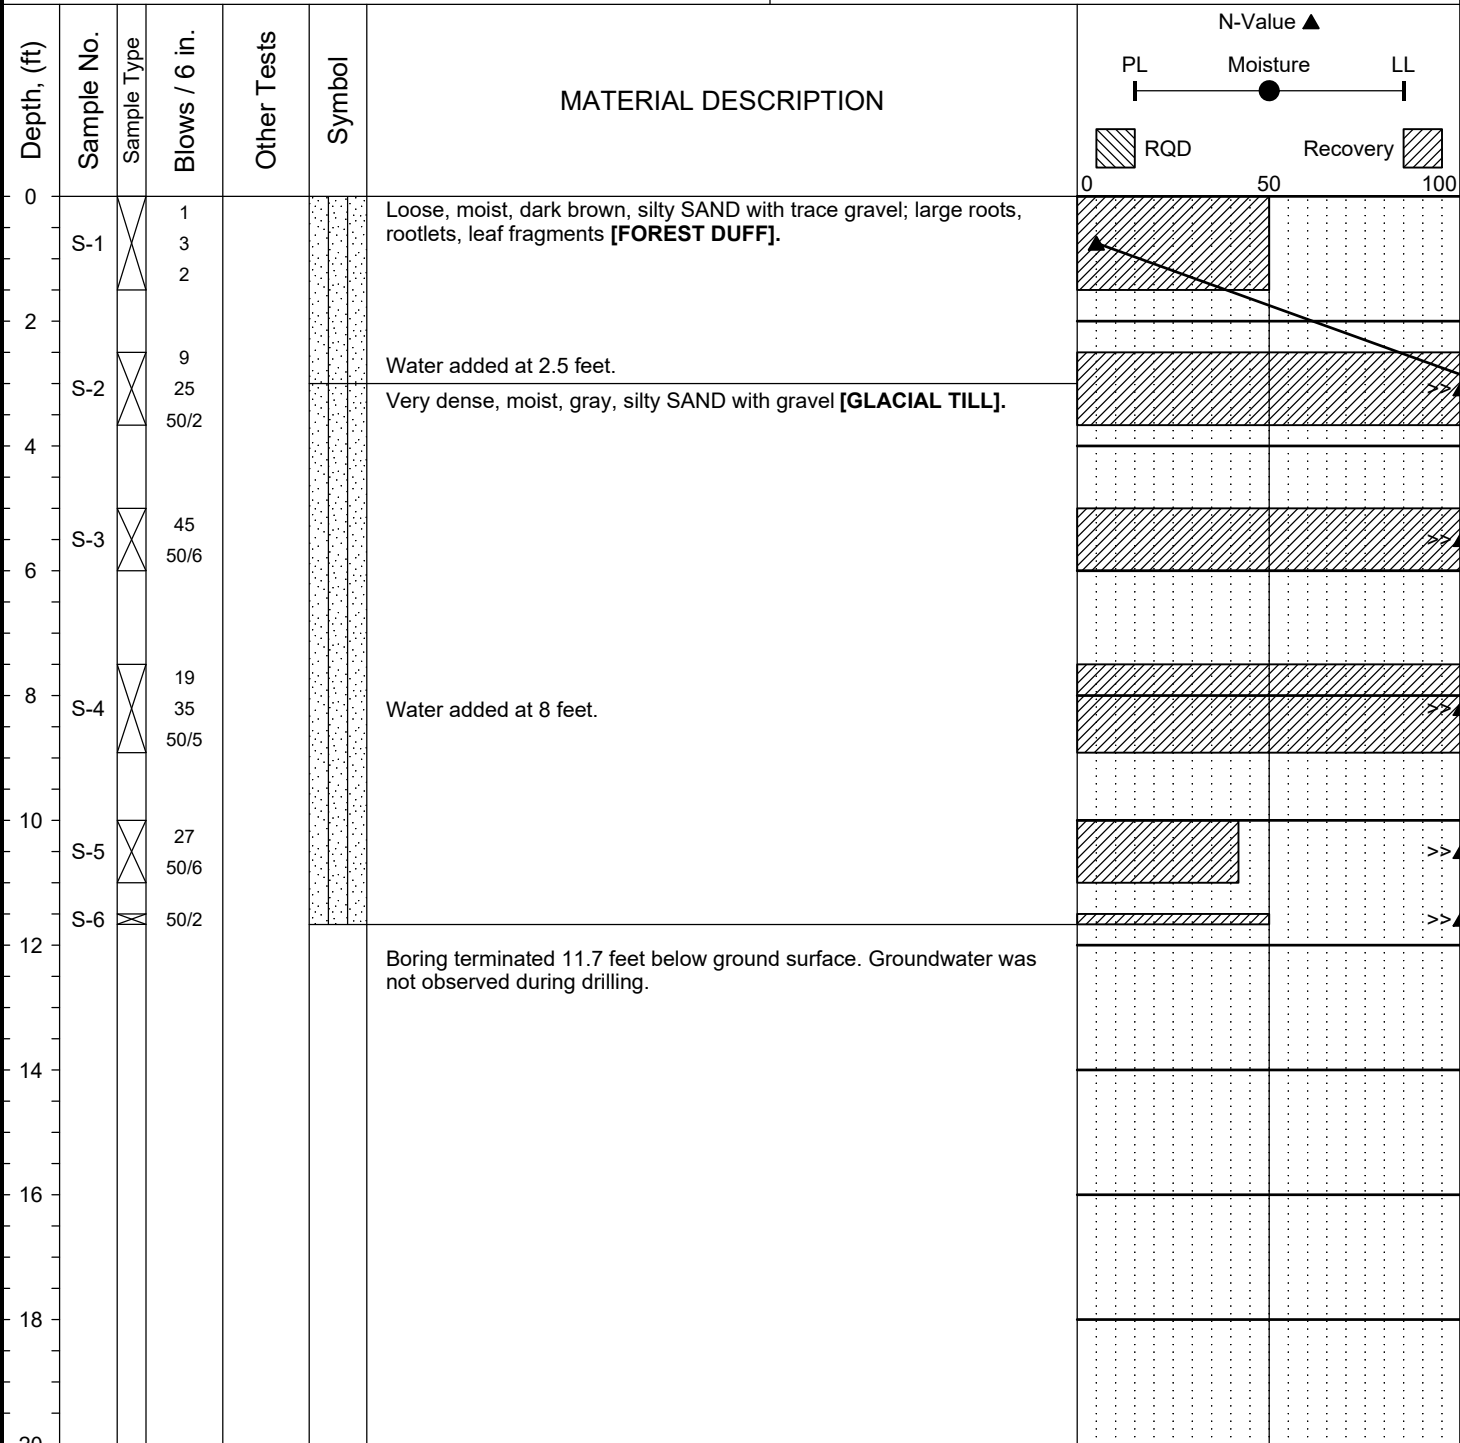 Depth, (ft)
Sample No.
Sample Type
Blows / 6 in.
Other Tests
Symbol
MATERIAL DESCRIPTION
N-Value ▲
PL Moisture LL
RQD Recovery
0 50 100
0
Loose, moist, dark brown, silty SAND with trace gravel; large roots,
1
rootlets, leaf fragments [FOREST DUFF].
S-1 3
2
2
9
Water added at 2.5 feet.
S-2 25 >>
Very dense, moist, gray, silty SAND with gravel [GLACIAL TILL].
50/2
4
45
S-3 >>
50/6
6
19
8
S-4 35 Water added at 8 feet. >>
50/5
10
27
S-5 >>
50/6
S-6 50/2 >>
12
Boring terminated 11.7 feet below ground surface. Groundwater was
not observed during drilling.
14
16
18
20